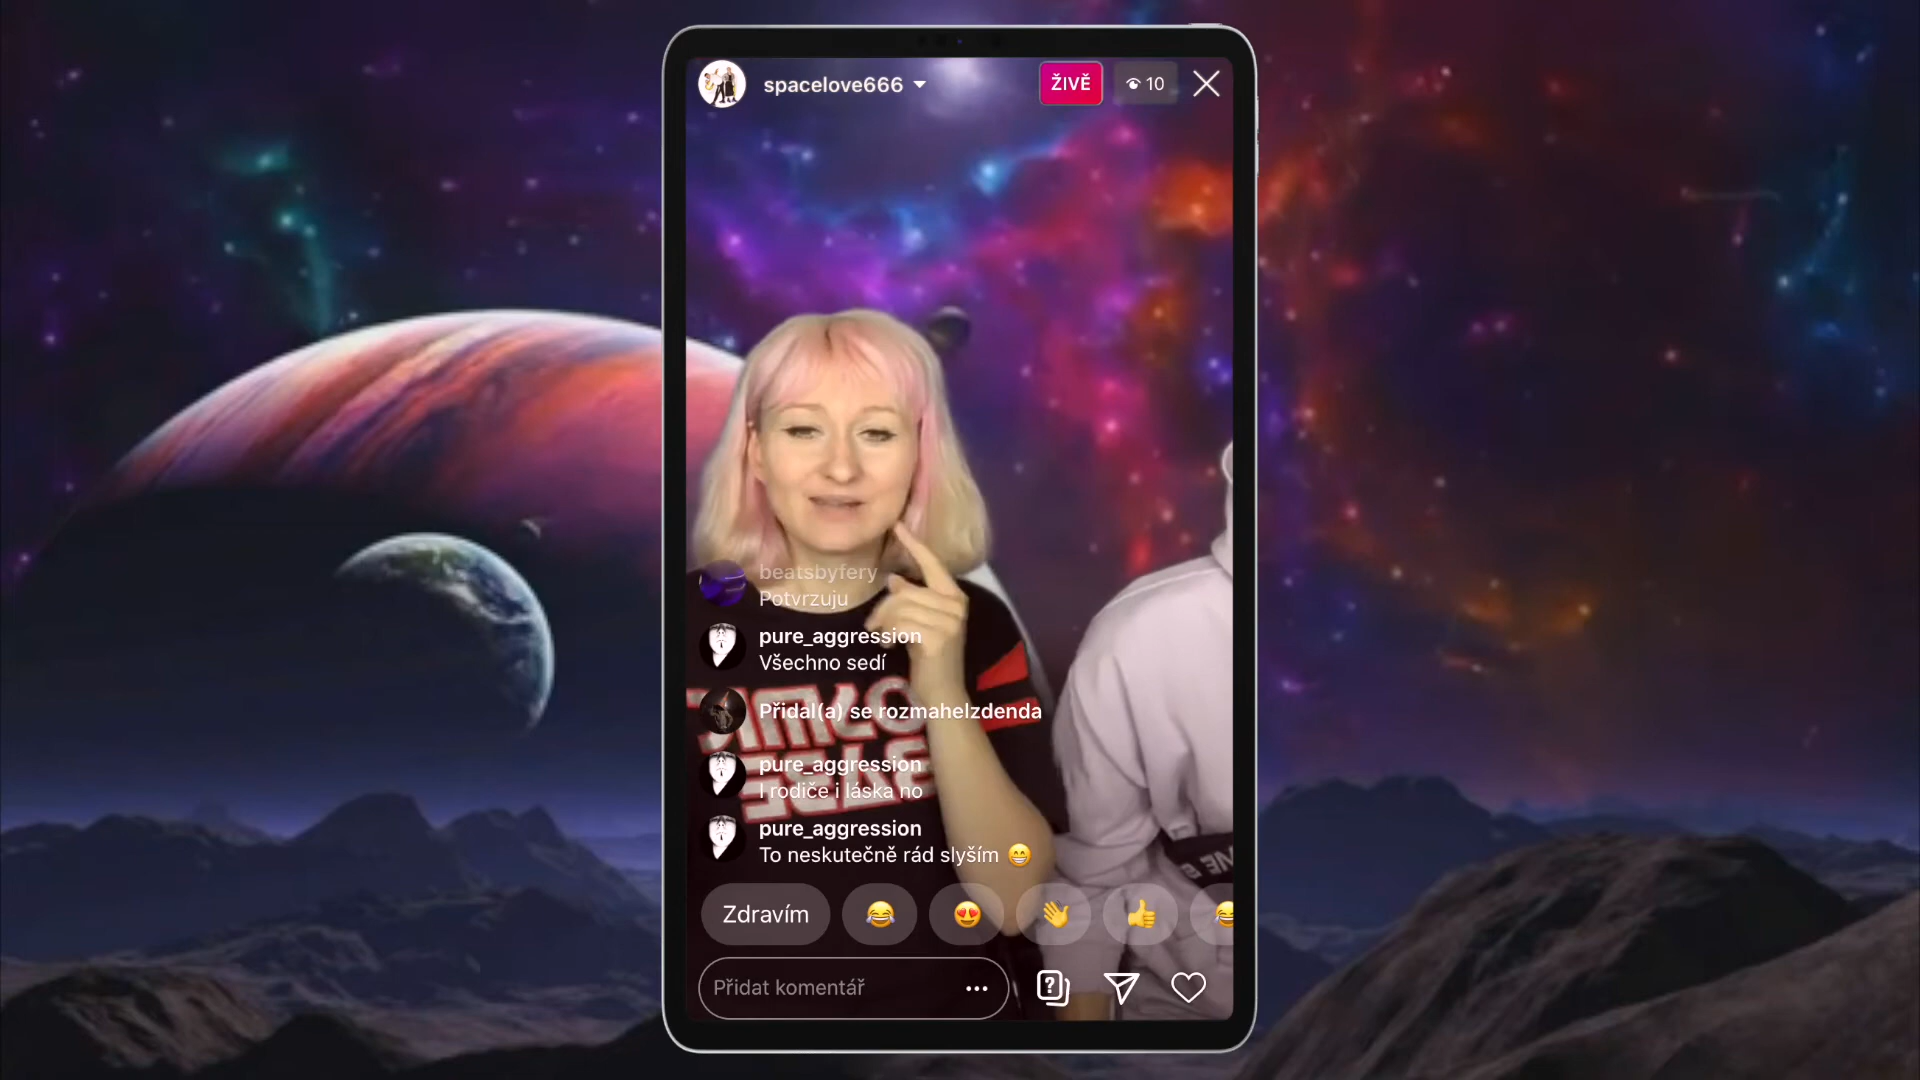 spacelove666
ŽIVĚ
10
beatsbyfery
Potvrzuju
pure_aggression
Všechno sedí
Přidal(a) se rozmahelzdenda
pure_aggression
I rodiče i láska no
pure_aggression
To neskutečně rád slyším 😁
Zdravím
Přidat komentář